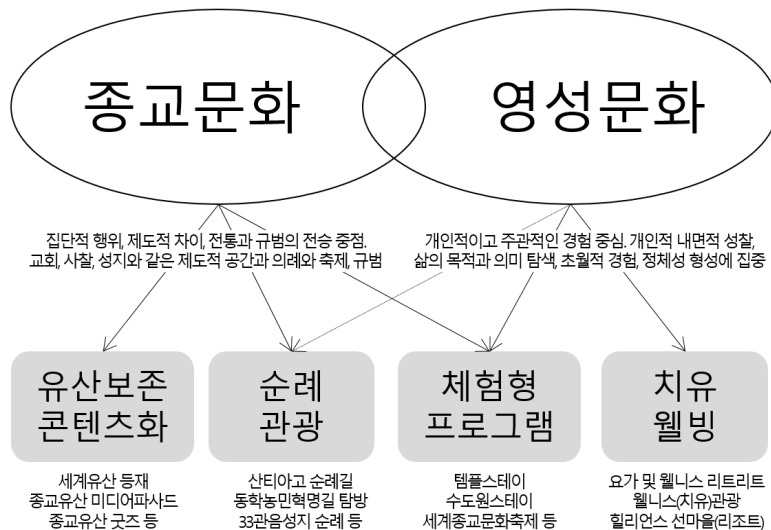 종교문화
영성문화
집단적 행위, 제도적 차이, 전통과 규범의 전승 중점.
교회, 사찰, 성지와 같은 제도적 공간과 의례와 축제, 규범
개인적이고 주관적인 경험 중심. 개인적 내면적 성찰,
삶의 목적과 의미 탐색, 초월적 경험, 정체성 형성에 집중
유산보존
콘텐츠화
순례
관광
체험형
프로그램
치유
웰빙
세계유산 등재
종교유산 미디어파사드
종교유산 굿즈 등
산티아고 순례길
동학농민혁명길 탐방
33관음성지 순례 등
템플스테이
수도원스테이
세계종교문화축제 등
요가 및 웰니스 리트리트
웰니스(치유)관광
힐리언스 선마을(리조트)